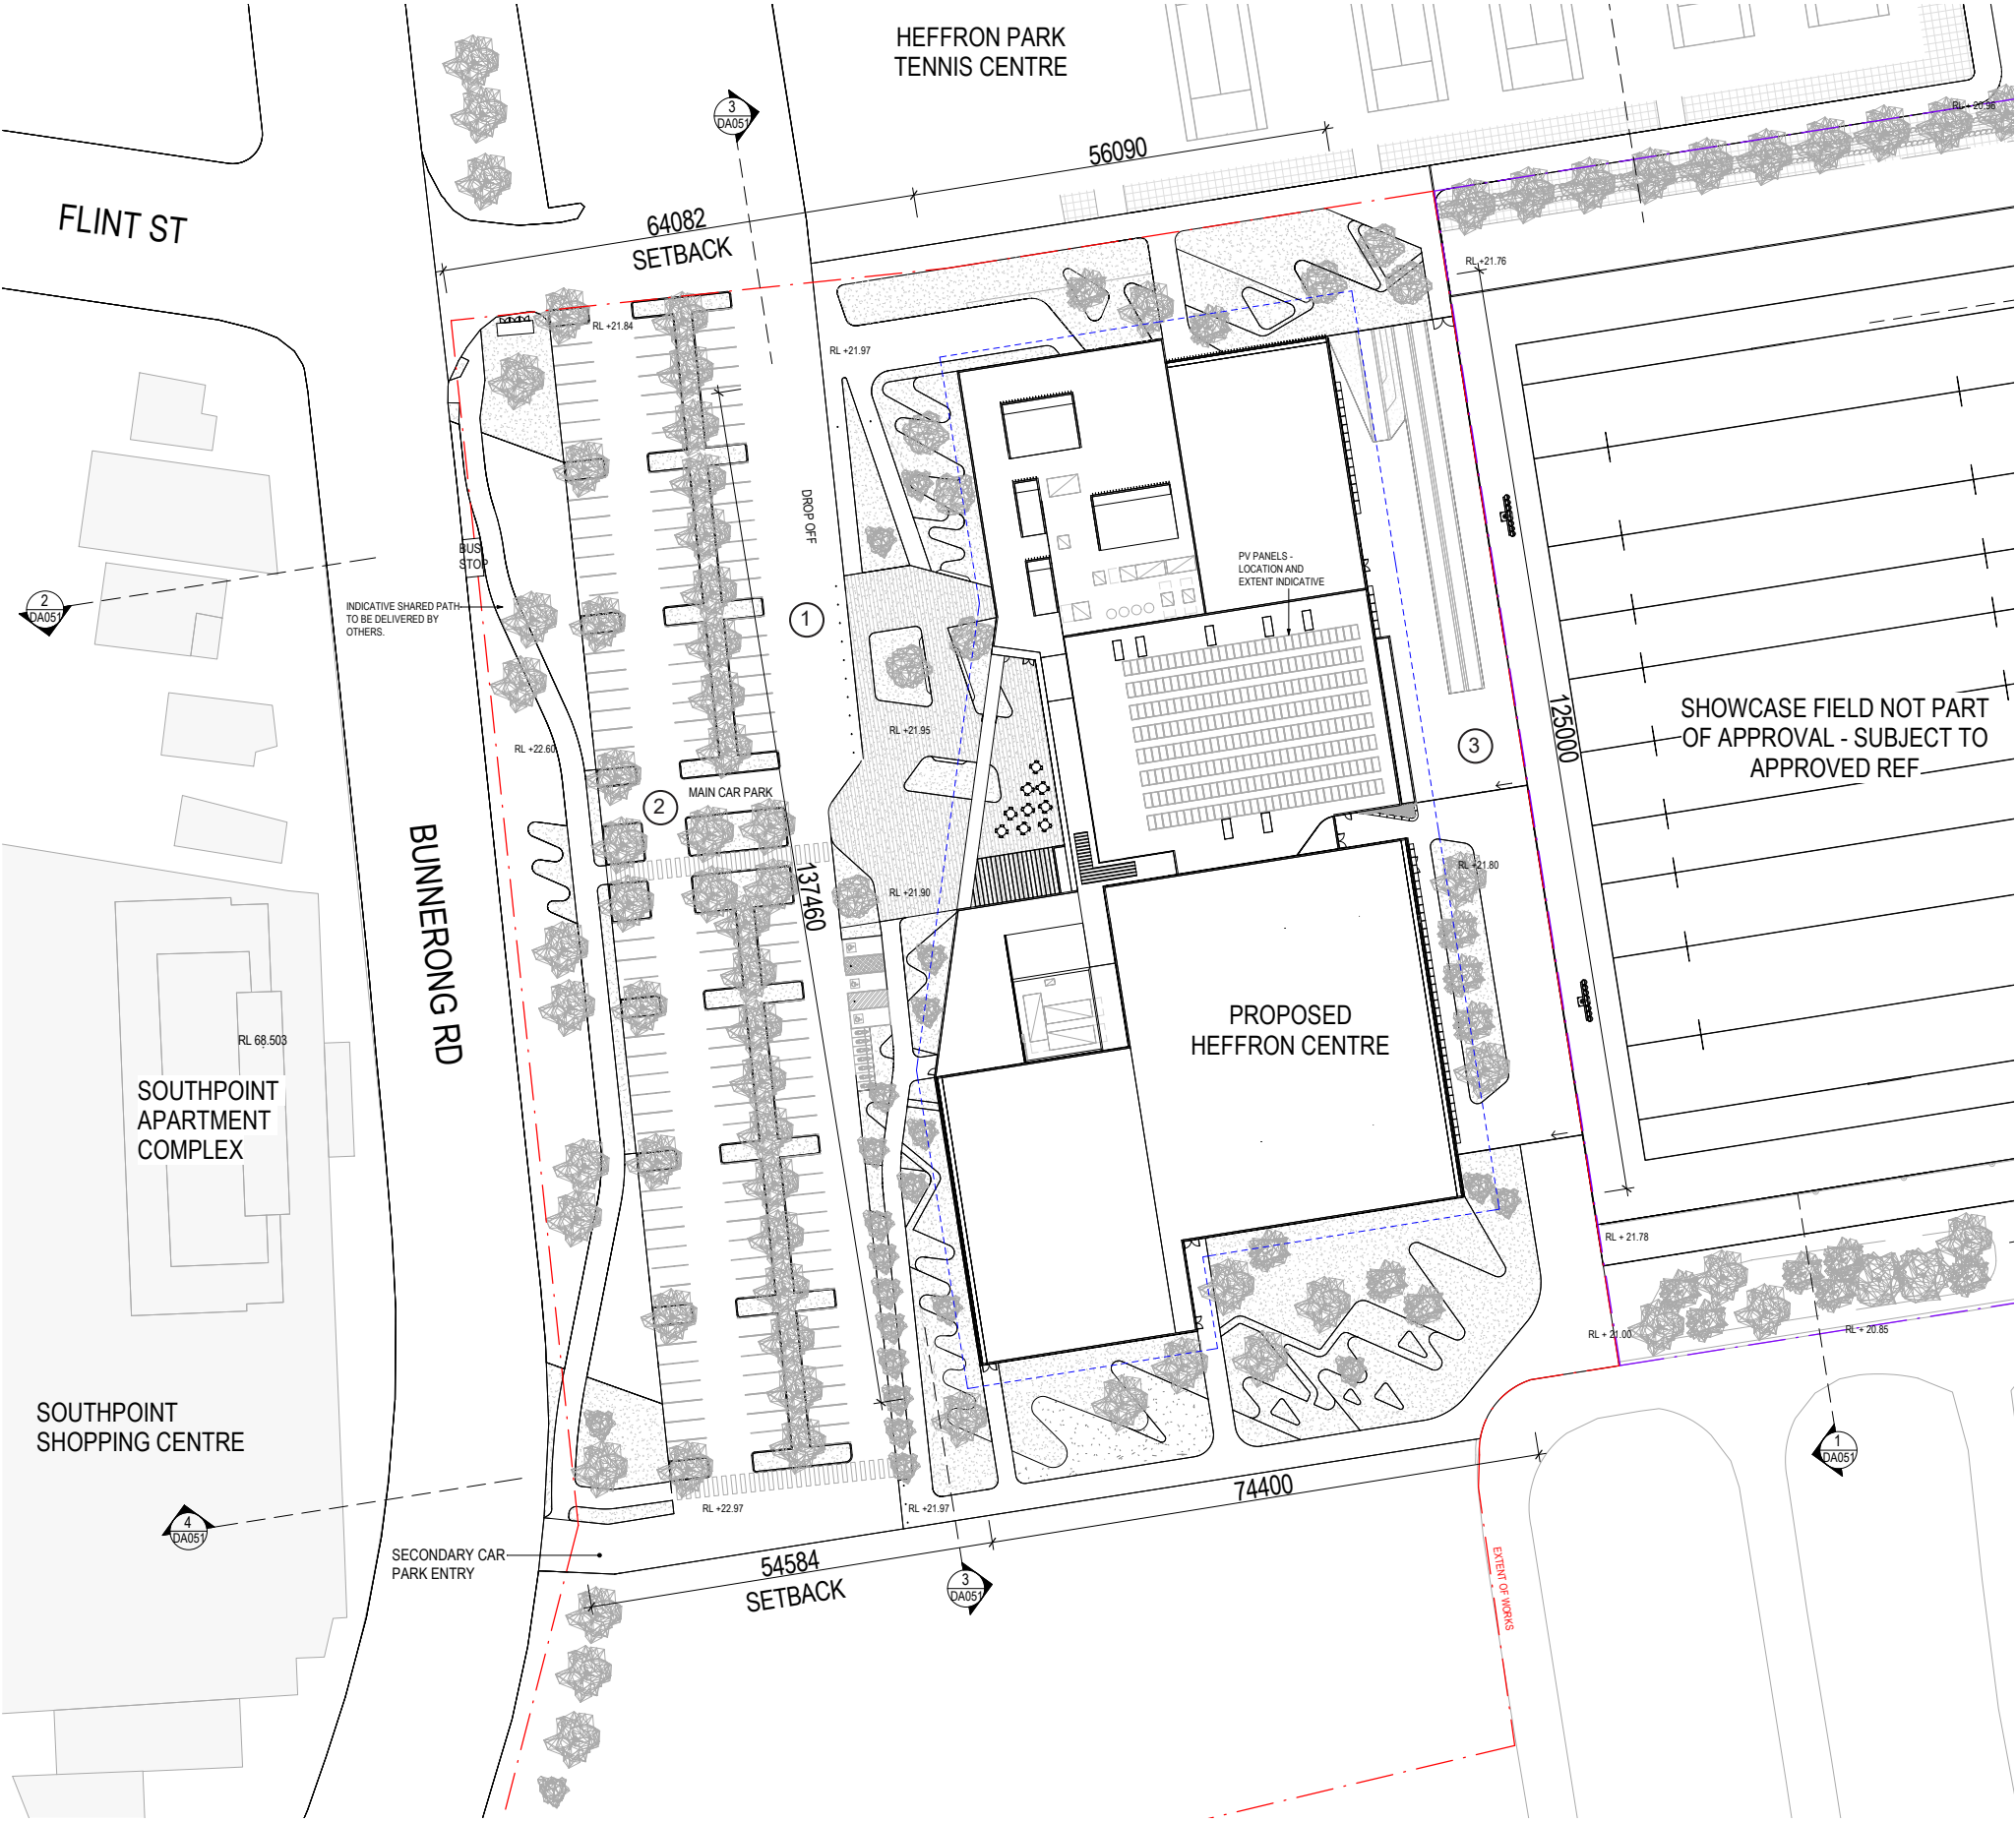 HEFFRON PARK
TENNIS CENTRE
3
DA051
RL + 20.96
56090
FLINT ST
64082
SETBACK
RL +21.76
RL +21.84
RL +21.97
DROP OFF
BUS
STOP
PV PANELS -
LOCATION AND
EXTENT INDICATIVE
2
DA051
INDICATIVE SHARED PATH
TO BE DELIVERED BY
OTHERS.
1
RL +21.95
RL +22.60
3
125000
SHOWCASE FIELD NOT PART
OF APPROVAL - SUBJECT TO
APPROVED REF
MAIN CAR PARK
2
BUNNERONG RD
137460
RL +21.90
RL +21.80
PROPOSED
HEFFRON CENTRE
RL 68.503
SOUTHPOINT
APARTMENT
COMPLEX
RL + 21.78
RL + 21.00
RL + 20.85
SOUTHPOINT
SHOPPING CENTRE
1
DA051
74400
RL +22.97
RL +21.97
4
DA051
SECONDARY CAR
PARK ENTRY
54584
SETBACK
3
DA051
EXTENT OF WORKS